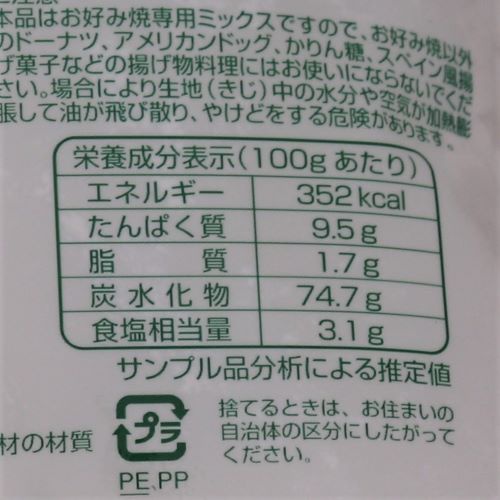 本品はお好み焼専用ミックスですので、お好み焼以外
のドーナツ、アメリカンドッグ、かりん糖、スペイン風揚
げ菓子などの揚げ物料理にはお使いにならないでくだ
さい。場合により生地(きじ)中の水分や空気が加熱膨
張して油が飛び散り、やけどをする危険があります。
栄養成分表示(100gあたり)
エネルギー 352kcal
たんぱく質 9.5g
脂質 1.7g
炭水化物 74.7g
食塩相当量 3.1g
サンプル品分析による推定値
捨てるときは、お住まいの
自治体の区分にしたがって
ください。
材の材質
プラ
PE、PP